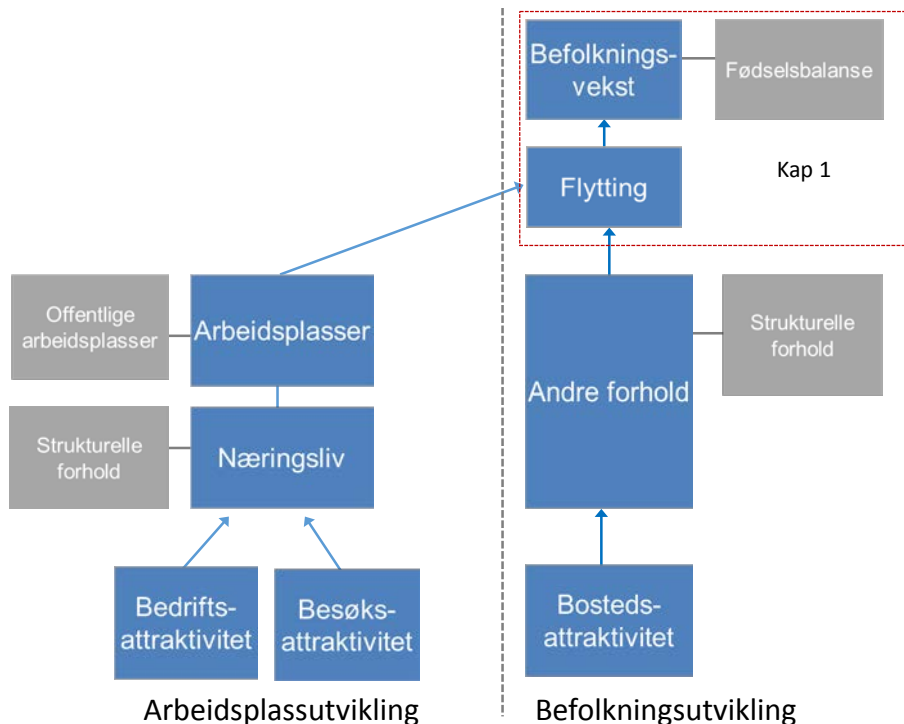 Befolknings-
vekst
Fødselsbalanse
Kap 1
Flytting
Offentlige
arbeidsplasser
Arbeidsplasser
Strukturelle
forhold
Andre forhold
Strukturelle
forhold
Næringsliv
Bedrifts-
attraktivitet
Besøks-
attraktivitet
Bosteds-
attraktivitet
Arbeidsplassutvikling
Befolkningsutvikling